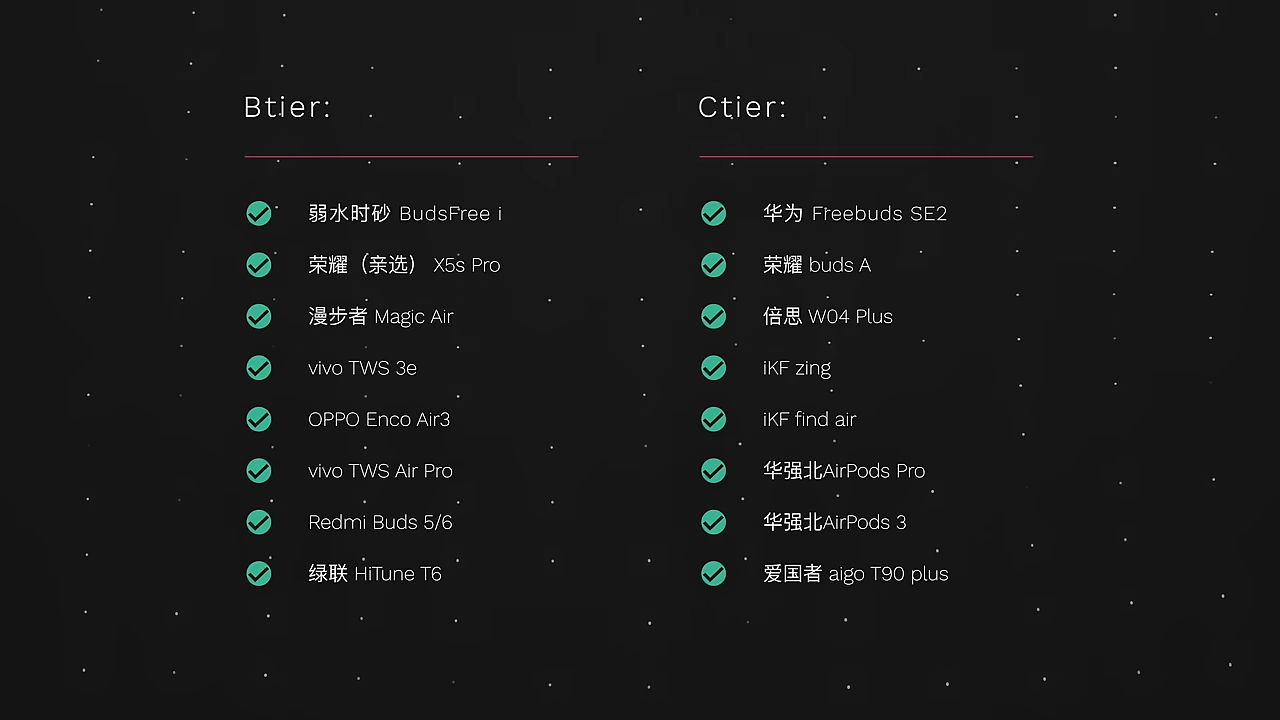 Btier:
弱水时砂 BudsFree i
荣耀（亲选） X5s Pro
漫步者 Magic Air
vivo TWS 3e
OPPO Enco Air3
vivo TWS Air Pro
Redmi Buds 5/6
绿联 HiTune T6
Ctier:
华为 Freebuds SE2
荣耀 buds A
倍思 W04 Plus
iKF zing
iKF find air
华强北AirPods Pro
华强北AirPods 3
爱国者 aigo T90 plus